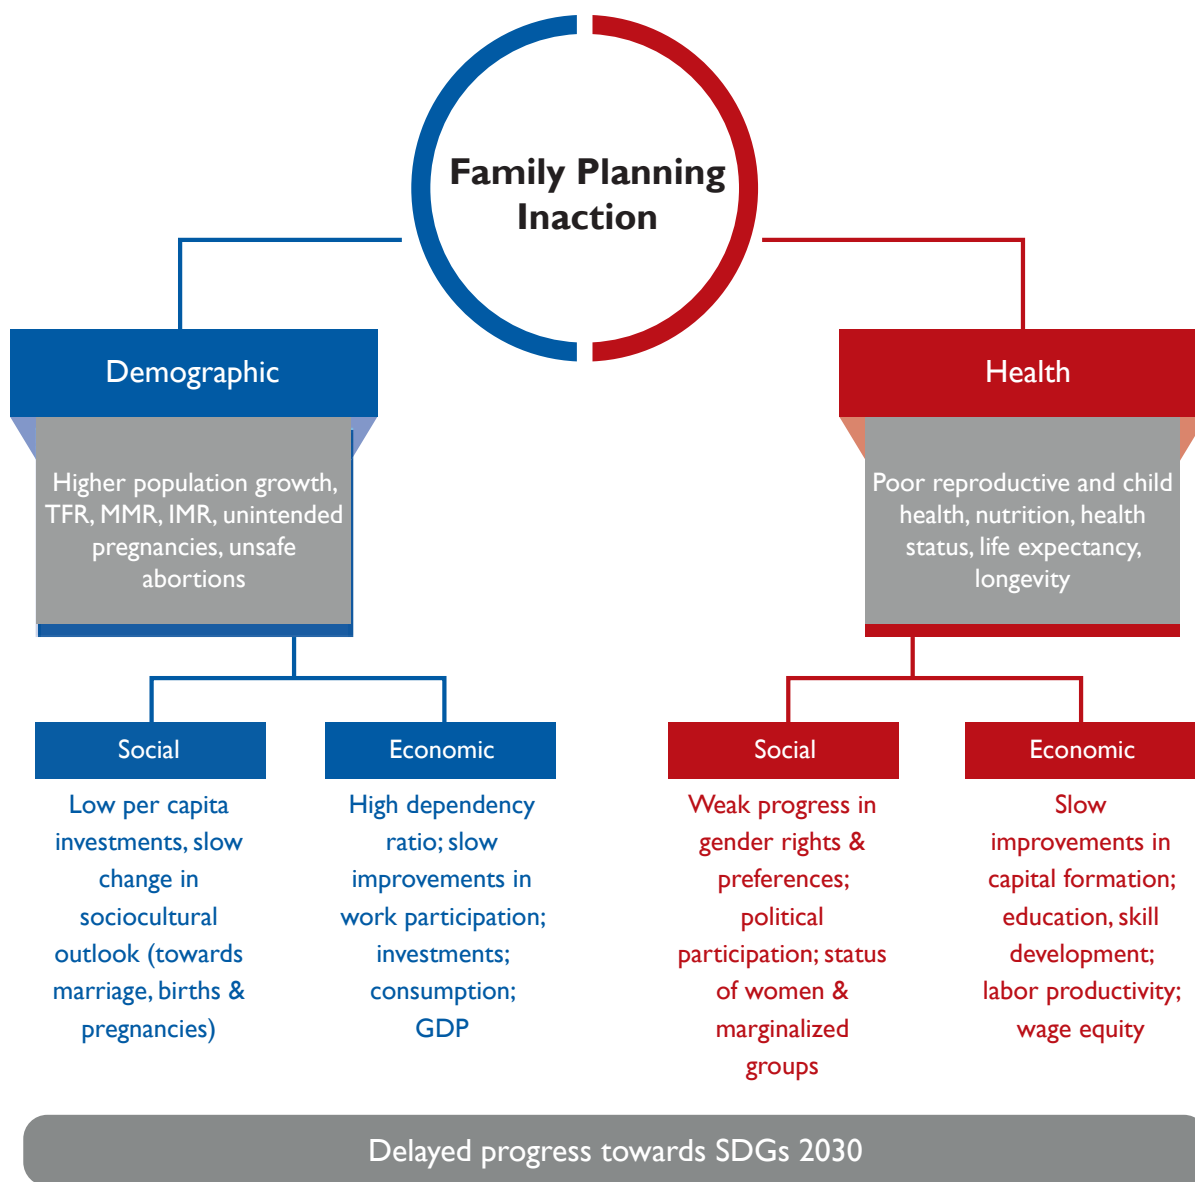 Family Planning
Inaction
Demographic
Higher population growth,
TFR, MMR, IMR, unintended
pregnancies, unsafe
abortions
Health
Poor reproductive and child
health, nutrition, health
status, life expectancy,
longevity
Social
Low per capita
investments, slow
change in
sociocultural
outlook (towards
marriage, births &
pregnancies)
Economic
High dependency
ratio; slow
improvements in
work participation;
investments;
consumption;
GDP
Social
Weak progress in
gender rights &
preferences;
political
participation; status
of women &
marginalized
groups
Economic
Slow
improvements in
capital formation;
education, skill
development;
labor productivity;
wage equity
Delayed progress towards SDGs 2030